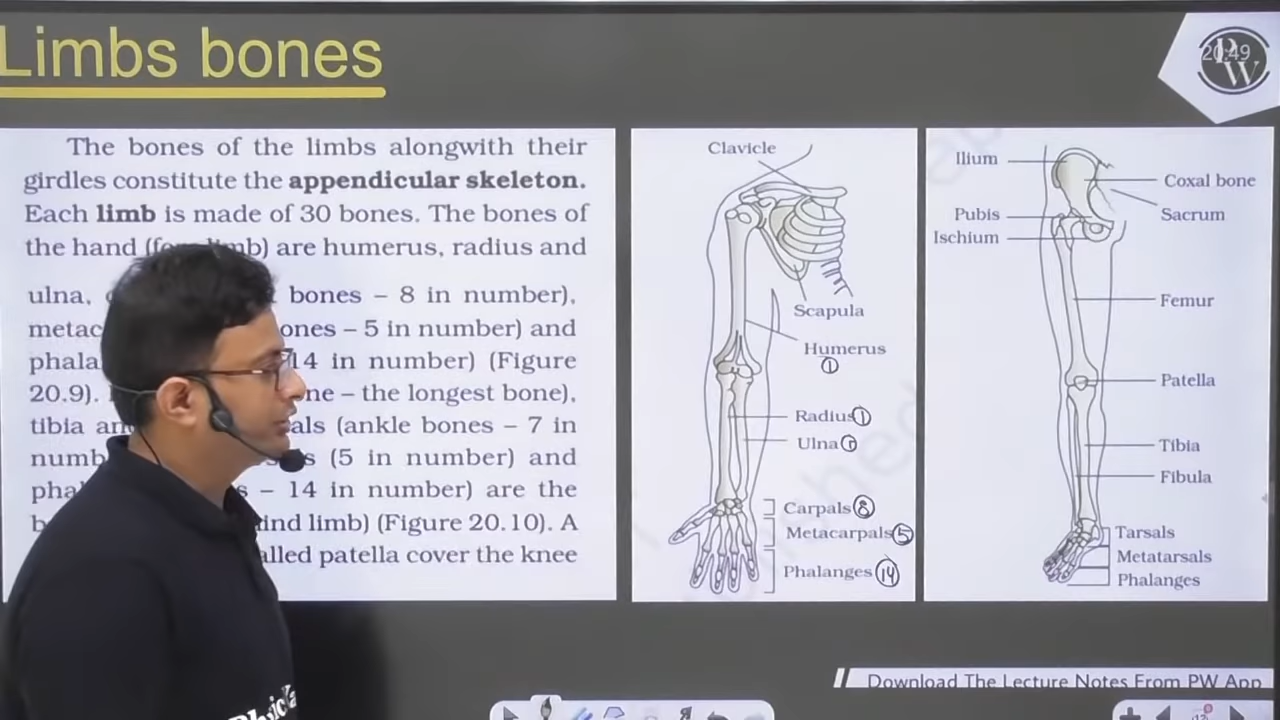 Limbs bones
20:49
PW
The bones of the limbs alongwith their
girdles constitute the appendicular skeleton.
Each limb is made of 30 bones. The bones of
the hand (fore limb) are humerus, radius and
ulna, bones – 8 in number),
metac ones – 5 in number) and
phala 14 in number) (Figure
20.9). ne – the longest bone),
tibia an als (ankle bones – 7 in
numb s (5 in number) and
pha s – 14 in number) are the
b ind limb) (Figure 20.10). A
alled patella cover the knee
Clavicle
Scapula
Humerus
1
Radius 1
Ulna 1
Carpals 8
Metacarpals 5
Phalanges 14
Ilium
Coxal bone
Pubis
Sacrum
Ischium
Femur
Patella
Tibia
Fibula
Tarsals
Metatarsals
Phalanges
Download The Lecture Notes From PW App